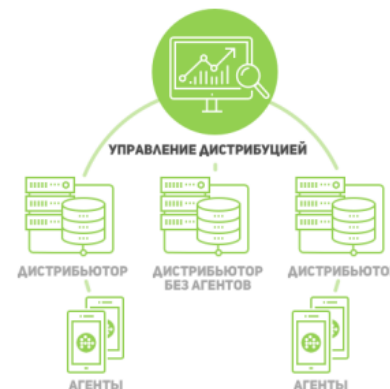 УПРАВЛЕНИЕ ДИСТРИБУЦИЕЙ
ДИСТРИБЬЮТОР
ДИСТРИБЬЮТОР
БЕЗ АГЕНТОВ
ДИСТРИБЬЮТО
АГЕНТЫ
АГЕНТЫ